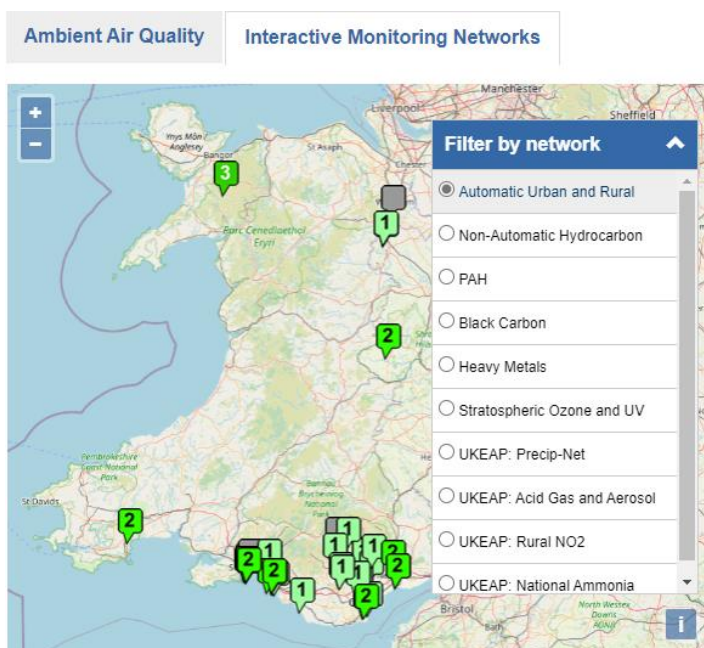 Ambient Air Quality
Interactive Monitoring Networks
+
−
Manchester
Liverpool
Sheffield
Ynys Môn /
Anglesey
Bangor
St Asaph
Chester
3
1
Parc Cenedlaethol
Eryri
2
Pembrokeshire
Coast National
Park
St Davids
2
Bannau
Brycheiniog
National
Park
1
1
1
1
2
2
2
2
1
1
1
2
Bristol
Bath
North Wessex
Downs
Filter by network
Automatic Urban and Rural
Non-Automatic Hydrocarbon
PAH
Black Carbon
Heavy Metals
Stratospheric Ozone and UV
UKEAP: Precip-Net
UKEAP: Acid Gas and Aerosol
UKEAP: Rural NO2
UKEAP: National Ammonia
i